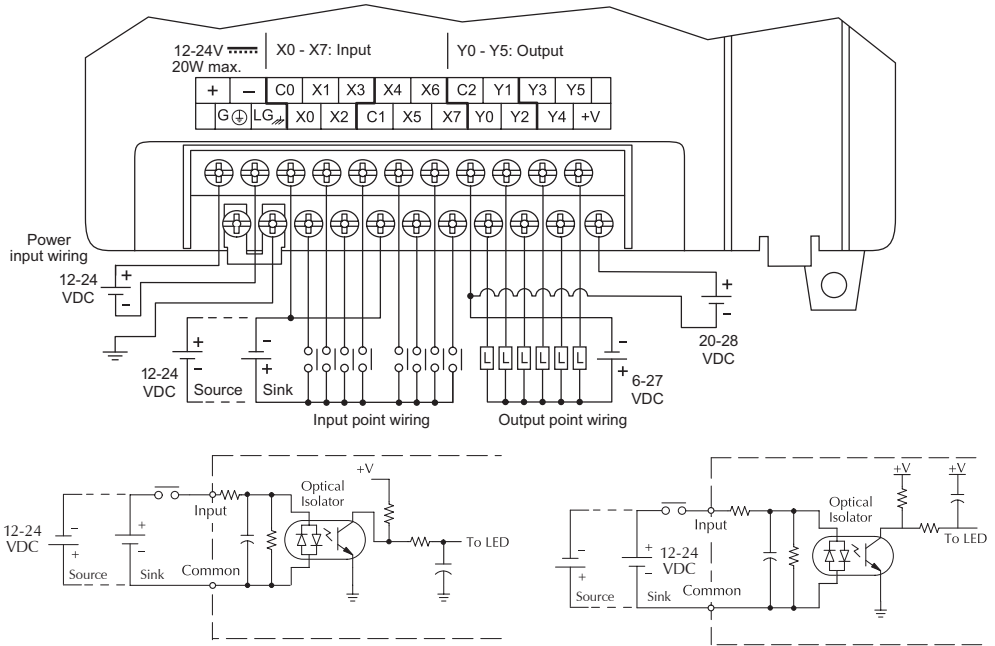 12-24V
20W max.
X0 - X7: Input
Y0 - Y5: Output
+ – C0 X1 X3 X4 X6 C2 Y1 Y3 Y5
G LG X0 X2 C1 X5 X7 Y0 Y2 Y4 +V
Power
input wiring
12-24
VDC
+
-
+
-
12-24
VDC
Source
-
+
Sink
Input point wiring
L L L L L L
-
+
6-27
VDC
Output point wiring
+
-
20-28
VDC
12-24
VDC
-
+
Source
+
-
Sink
Input
Common
Optical
Isolator
+V
To LED
-
+
Source
+
-
12-24
VDC
Sink
Input
Common
Optical
Isolator
+V
+V
To LED